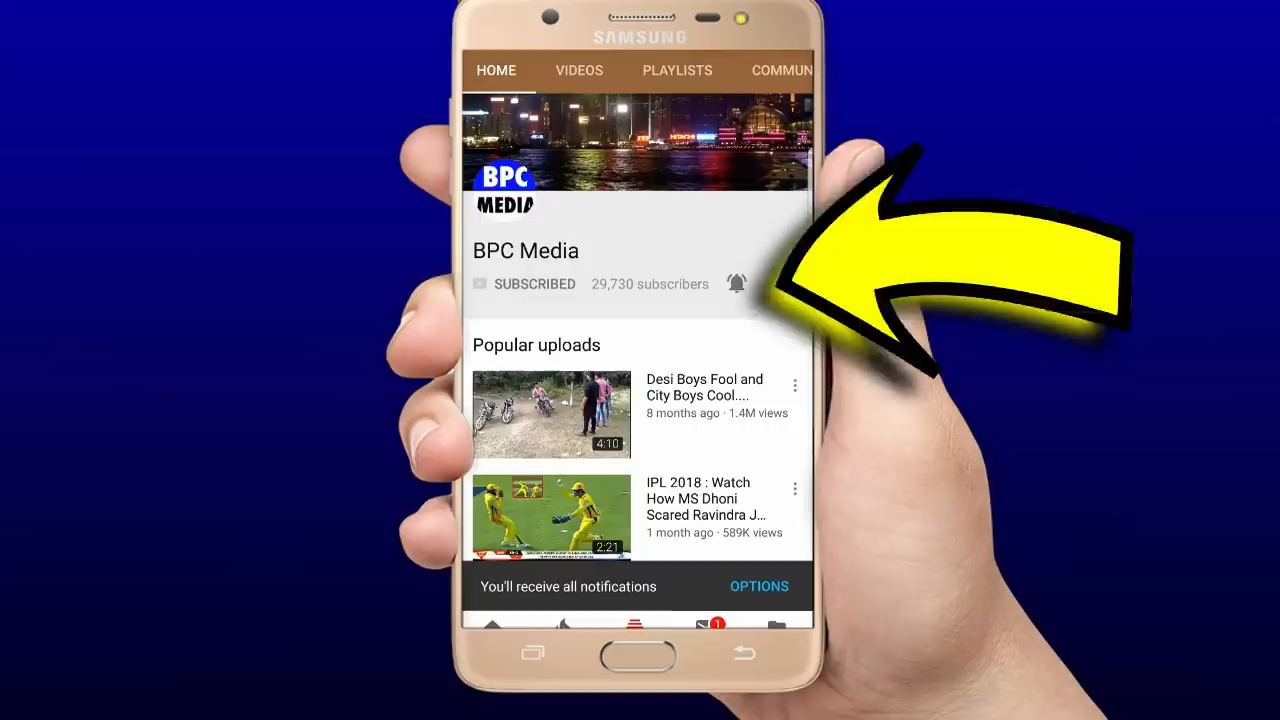 SAMSUNG
HOME VIDEOS PLAYLISTS COMMUN
HITACHI
BPC
MEDIA
BPC Media
SUBSCRIBED 29,730 subscribers
Popular uploads
Desi Boys Fool and
City Boys Cool....
8 months ago · 1.4M views
4:10
IPL 2018 : Watch
How MS Dhoni
Scared Ravindra J...
1 month ago · 589K views
2:21
You'll receive all notifications OPTIONS
1